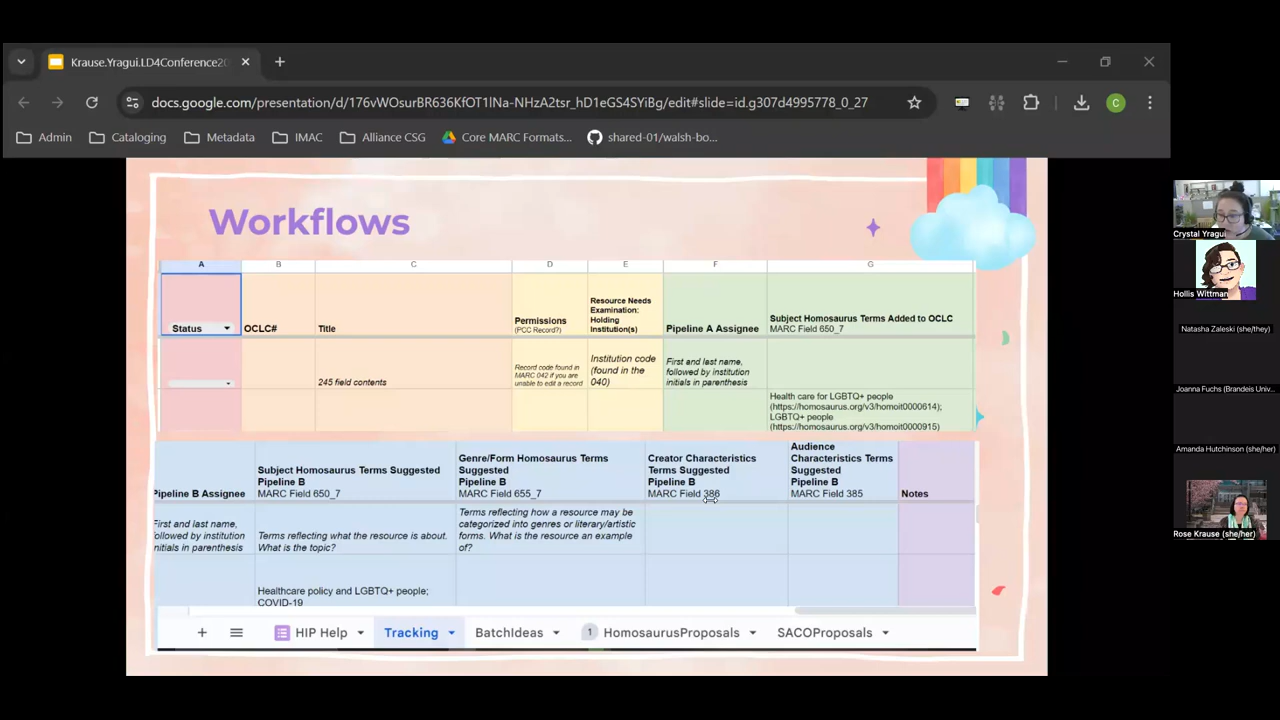 Krause.Yragui.LD4Conference20
docs.google.com/presentation/d/176vWOsurBR636KfOT1lNa-NHzA2tsr_hD1eGS4SYiBg/edit#slide=id.g307d4995778_0_27
C
Admin
Cataloging
Metadata
IMAC
Alliance CSG
Core MARC Formats...
shared-01/walsh-bo...
Workflows
A
B
C
D
E
F
G
Status
OCLC#
Title
Permissions
(PCC Record?)
Resource Needs
Examination:
Holding
Institution(s)
Pipeline A Assignee
Subject Homosaurus Terms Added to OCLC
MARC Field 650_7
245 field contents
Record code found in
MARC 042 if you are
unable to edit a record
Institution code
(found in the
040)
First and last name,
followed by institution
initials in parenthesis
Health care for LGBTQ+ people
(https://homosaurus.org/v3/homoit0000614);
LGBTQ+ people
(https://homosaurus.org/v3/homoit0000915)
Pipeline B Assignee
Subject Homosaurus Terms Suggested
Pipeline B
MARC Field 650_7
Genre/Form Homosaurus Terms
Suggested
Pipeline B
MARC Field 655_7
Creator Characteristics
Terms Suggested
Pipeline B
MARC Field 386
Audience
Characteristics Terms
Suggested
Pipeline B
MARC Field 385
Notes
First and last name,
followed by institution
initials in parenthesis
Terms reflecting what the resource is about.
What is the topic?
Terms reflecting how a resource may be
categorized into genres or literary/artistic
forms. What is the resource an example
of?
Healthcare policy and LGBTQ+ people;
COVID-19
HIP Help
Tracking
BatchIdeas
1
HomosaurusProposals
SACOProposals
Crystal Yragui
Hollis Wittman
Natasha Zaleski (she/they)
Joanna Fuchs (Brandeis Univ...
Amanda Hutchinson (she/her)
Rose Krause (she/her)